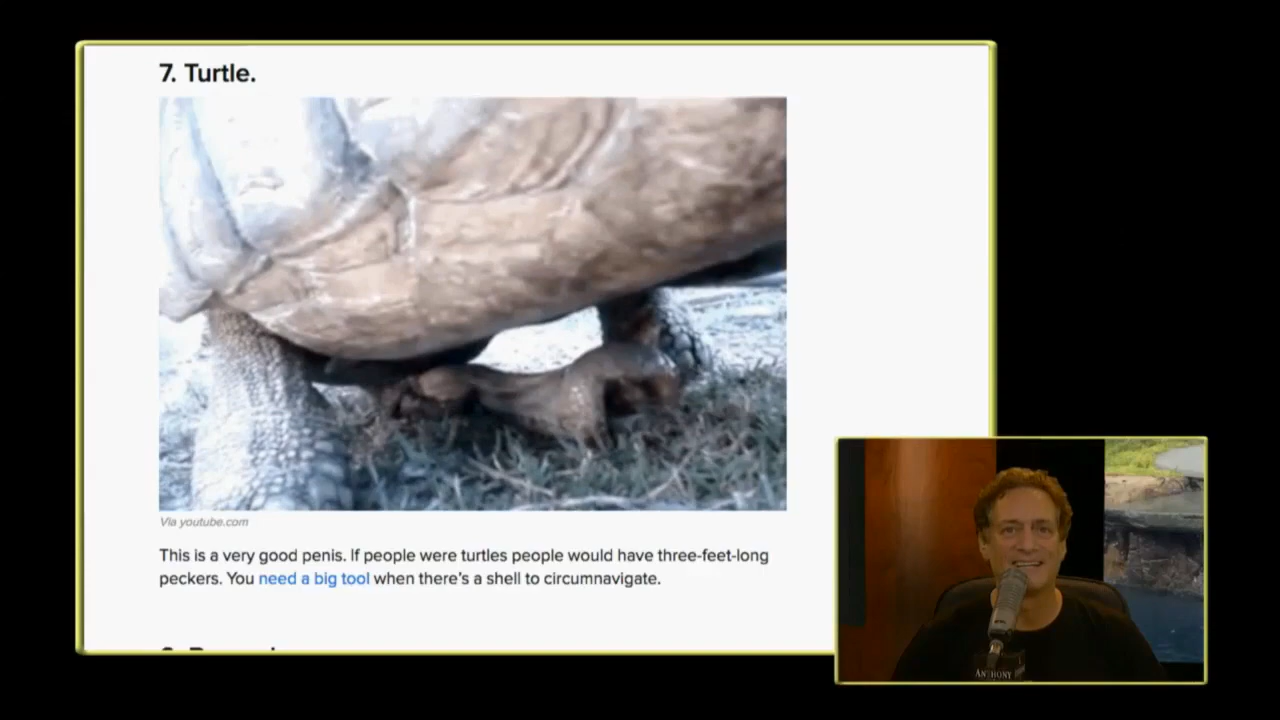 7. Turtle.
Via youtube.com
This is a very good penis. If people were turtles people would have three-feet-long
peckers. You need a big tool when there's a shell to circumnavigate.
ANTHONY